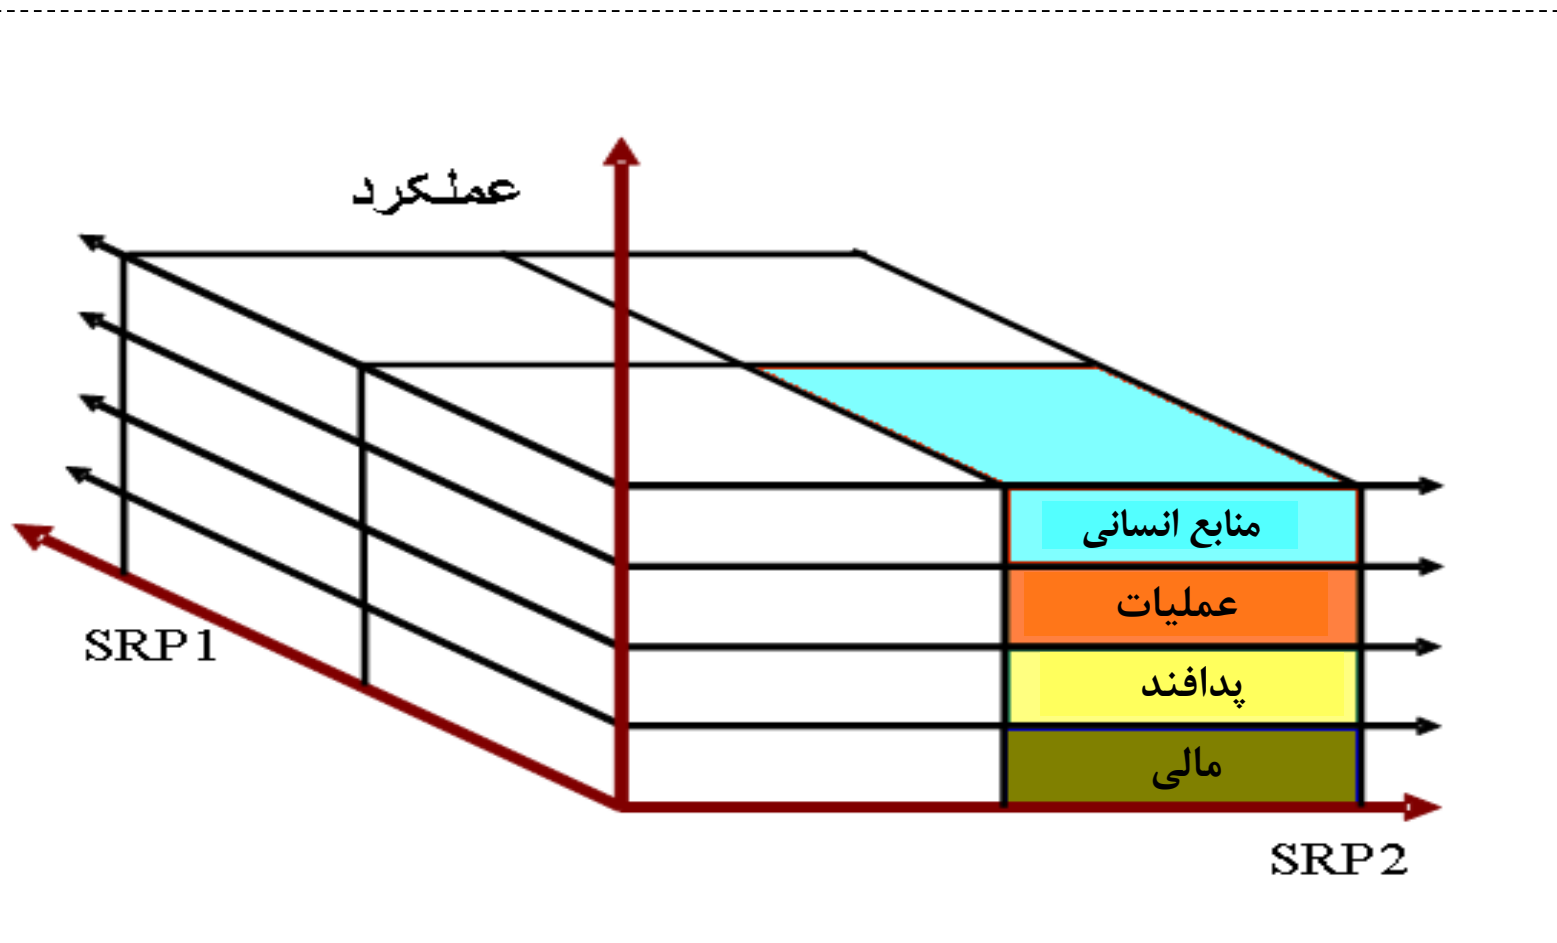 عملکرد
منابع انسانی
عملیات
پدافند
مالی
SRP1
SRP2